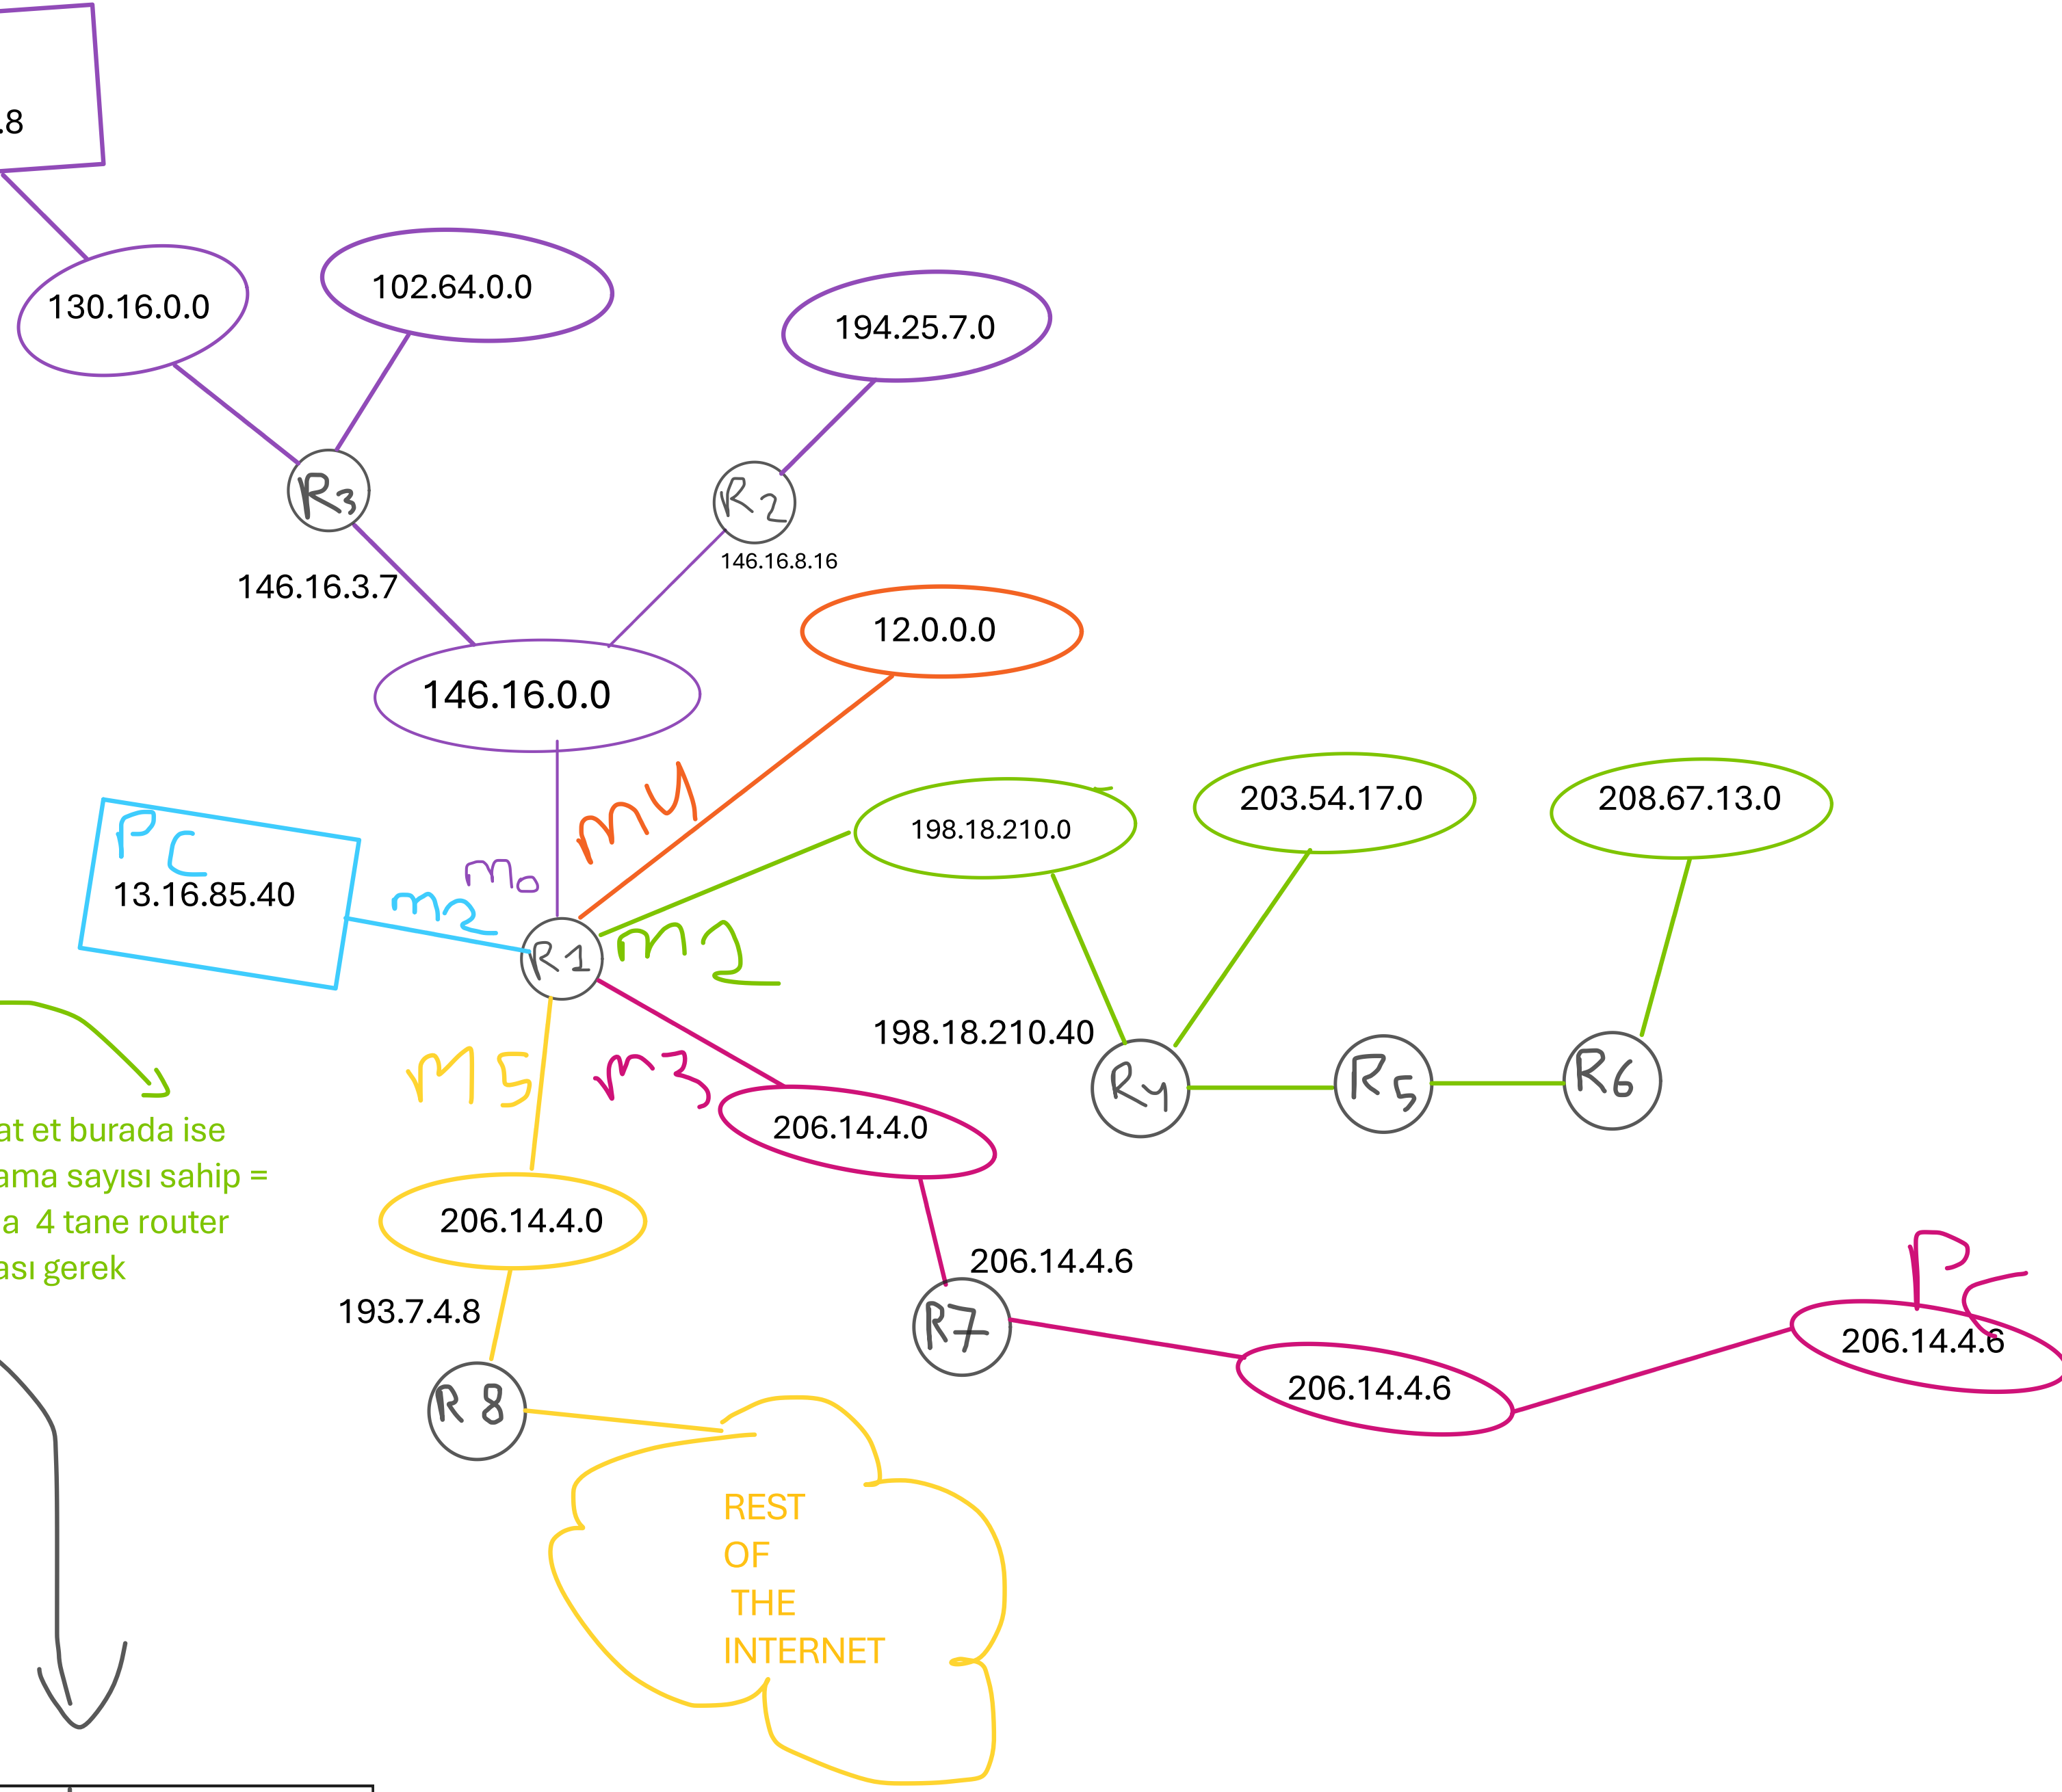 .8
130.16.0.0
102.64.0.0
194.25.7.0
R3
R2
146.16.3.7
146.16.8.16
12.0.0.0
146.16.0.0
m4
198.18.210.0
203.54.17.0
208.67.13.0
PC
13.16.85.40
m2
m0
R1
m1
198.18.210.40
R4
R5
R6
M5
m3
206.14.4.0
at et burada ise
ama sayısı sahip =
a 4 tane router
ası gerek
206.14.4.0
206.14.4.6
193.7.4.8
R7
PC
206.14.4.6
206.14.4.6
R8
REST
OF
THE
INTERNET